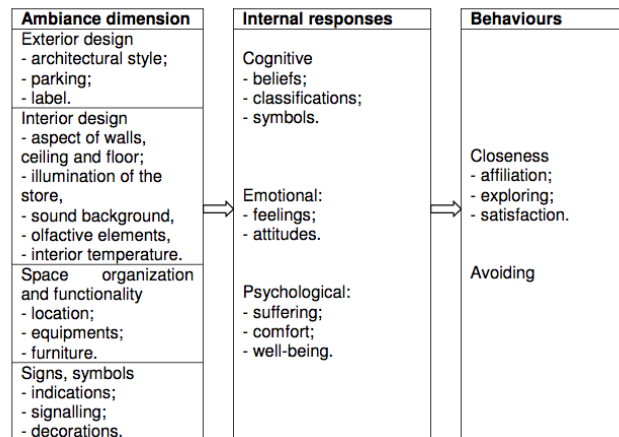 Ambiance dimension
Exterior design
- architectural style;
- parking;
- label.
Interior design
- aspect of walls,
ceiling and floor;
- illumination of the
store,
- sound background,
- olfactive elements,
- interior temperature.
Space organization
and functionality
- location;
- equipments;
- furniture.
Signs, symbols
- indications;
- signalling;
- decorations.
Internal responses
Cognitive
- beliefs;
- classifications;
- symbols.
Emotional:
- feelings;
- attitudes.
Psychological:
- suffering;
- comfort;
- well-being.
Behaviours
Closeness
- affiliation;
- exploring;
- satisfaction.
Avoiding